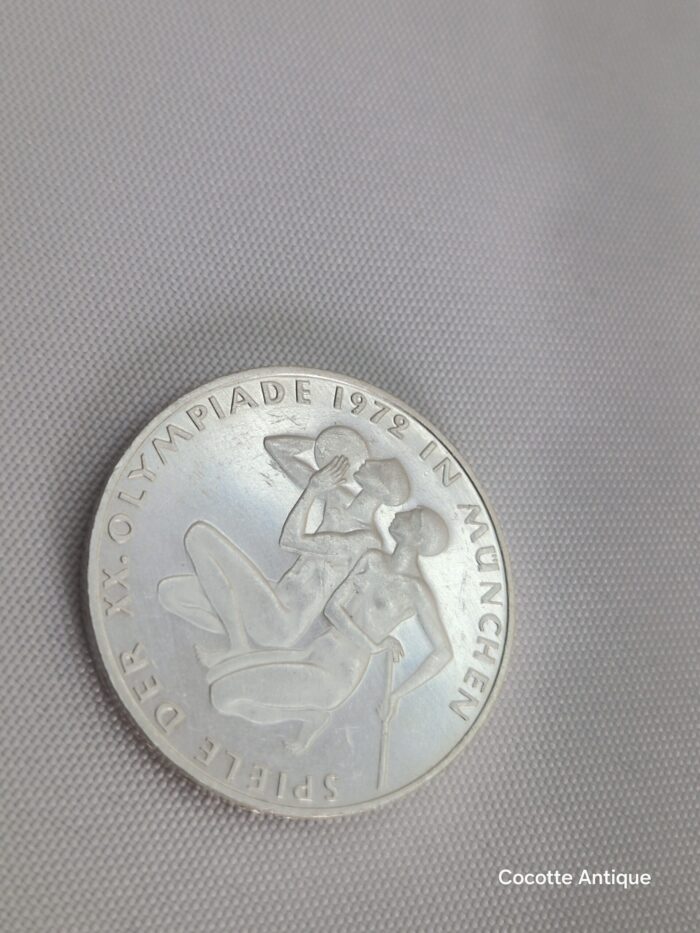 SPIELE DER XX. OLYMPIADE 1972 IN MÜNCHEN
Cocotte Antique